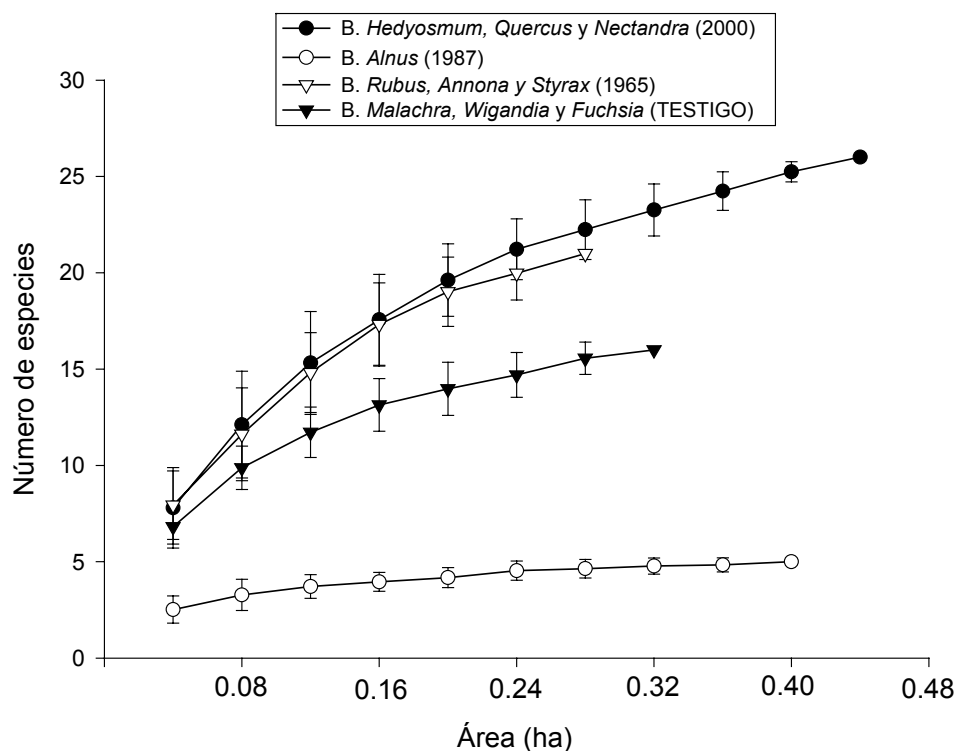 B. Hedyosmum, Quercus y Nectandra (2000)
B. Alnus (1987)
B. Rubus, Annona y Styrax (1965)
B. Malachra, Wigandia y Fuchsia (TESTIGO)
30
25
20
15
10
5
0
Número de especies
0.08 0.16 0.24 0.32 0.40 0.48
Área (ha)